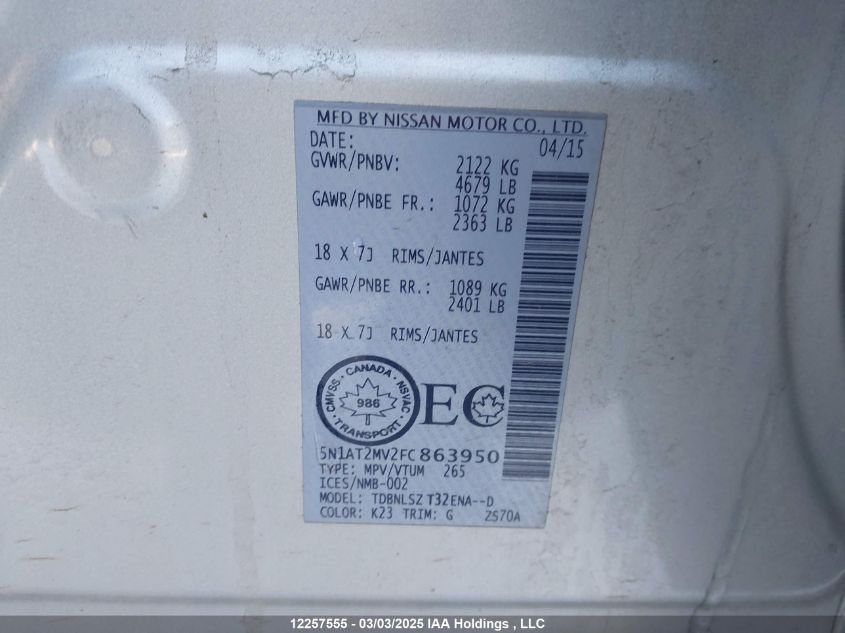 MFD BY NISSAN MOTOR CO., LTD.
DATE: 04/15
GVWR/PNBV: 2122 KG
4679 LB
GAWR/PNBE FR.: 1072 KG
2363 LB
18 X 7J RIMS/JANTES
GAWR/PNBE RR.: 1089 KG
2401 LB
18 X 7J RIMS/JANTES
CANADA
CMVSS NSVAC
986
TRANSPORT
EC
5N1AT2MV2FC863950
TYPE: MPV/VTUM 265
ICES/NMB-002
MODEL: TDBNLSZ T32ENA--D
COLOR: K23 TRIM: G ZS70A
12257555 - 03/03/2025 IAA Holdings , LLC